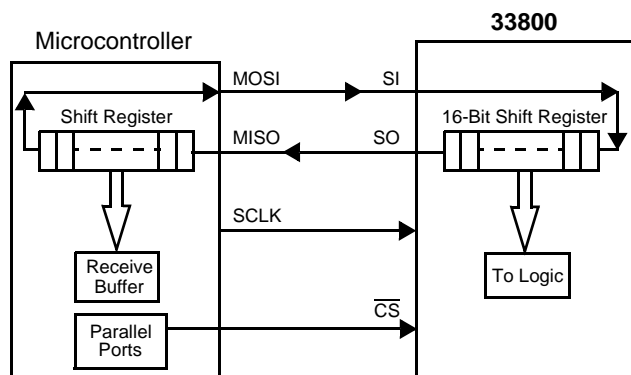 33800
Microcontroller
MOSI
SI
Shift Register
16-Bit Shift Register
MISO
SO
SCLK
Receive
Buffer
To Logic
CS
Parallel
Ports